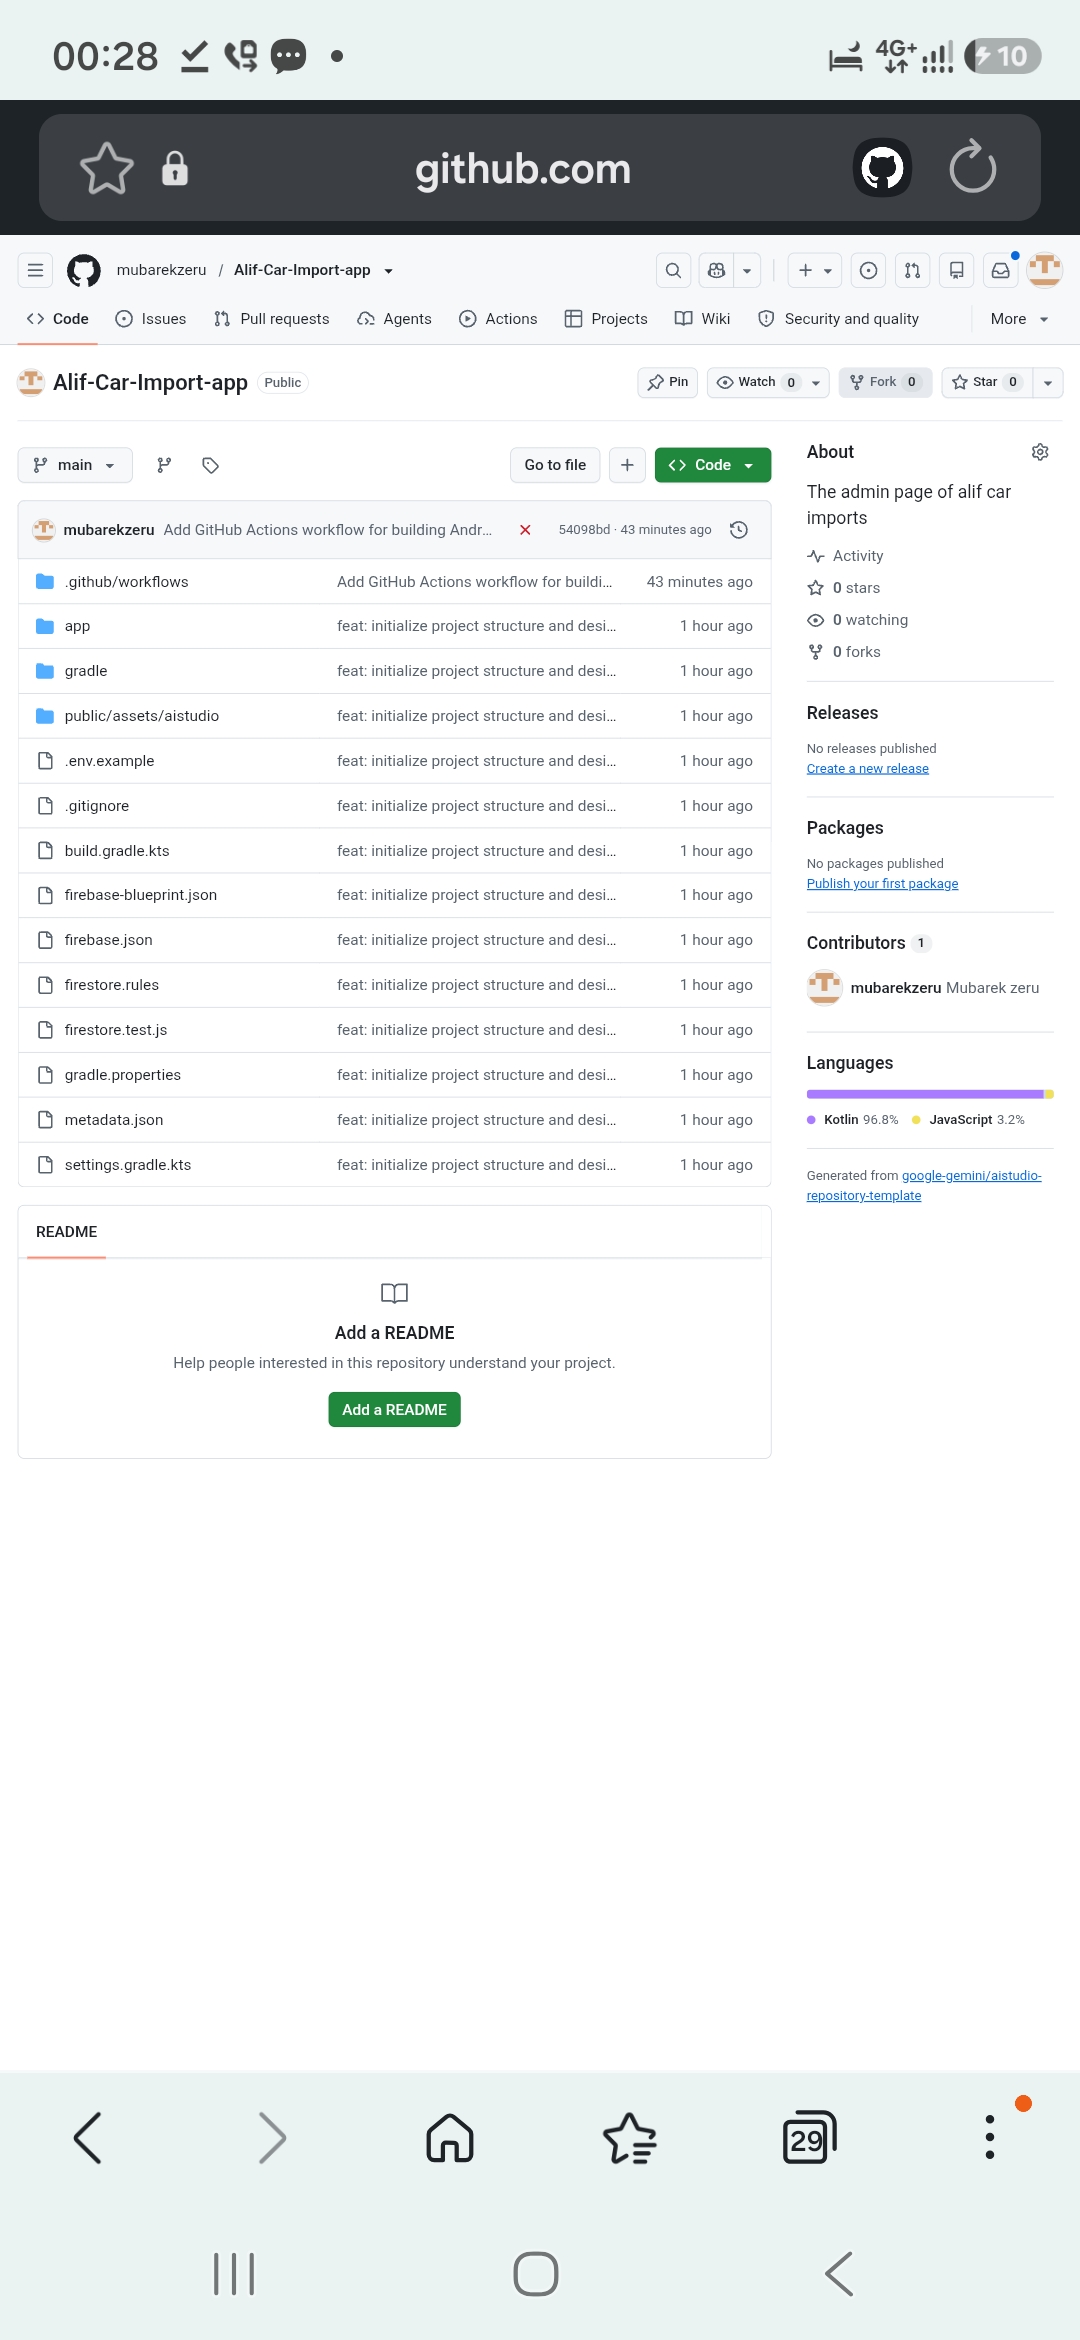 00:28
4G+
10
github.com
mubarekzeru / Alif-Car-Import-app
Code Issues Pull requests Agents Actions Projects Wiki Security and quality More
Alif-Car-Import-app Public
Pin Watch 0 Fork 0 Star 0
main Go to file Code
mubarekzeru Add GitHub Actions workflow for building Andr... 54098bd · 43 minutes ago
.github/workflows Add GitHub Actions workflow for buildi... 43 minutes ago
app feat: initialize project structure and desi... 1 hour ago
gradle feat: initialize project structure and desi... 1 hour ago
public/assets/aistudio feat: initialize project structure and desi... 1 hour ago
.env.example feat: initialize project structure and desi... 1 hour ago
.gitignore feat: initialize project structure and desi... 1 hour ago
build.gradle.kts feat: initialize project structure and desi... 1 hour ago
firebase-blueprint.json feat: initialize project structure and desi... 1 hour ago
firebase.json feat: initialize project structure and desi... 1 hour ago
firestore.rules feat: initialize project structure and desi... 1 hour ago
firestore.test.js feat: initialize project structure and desi... 1 hour ago
gradle.properties feat: initialize project structure and desi... 1 hour ago
metadata.json feat: initialize project structure and desi... 1 hour ago
settings.gradle.kts feat: initialize project structure and desi... 1 hour ago
README
Add a README
Help people interested in this repository understand your project.
Add a README
About
The admin page of alif car
imports
Activity
0 stars
0 watching
0 forks
Releases
No releases published
Create a new release
Packages
No packages published
Publish your first package
Contributors 1
mubarekzeru Mubarek zeru
Languages
Kotlin 96.8% JavaScript 3.2%
Generated from google-gemini/aistudio-
repository-template
29